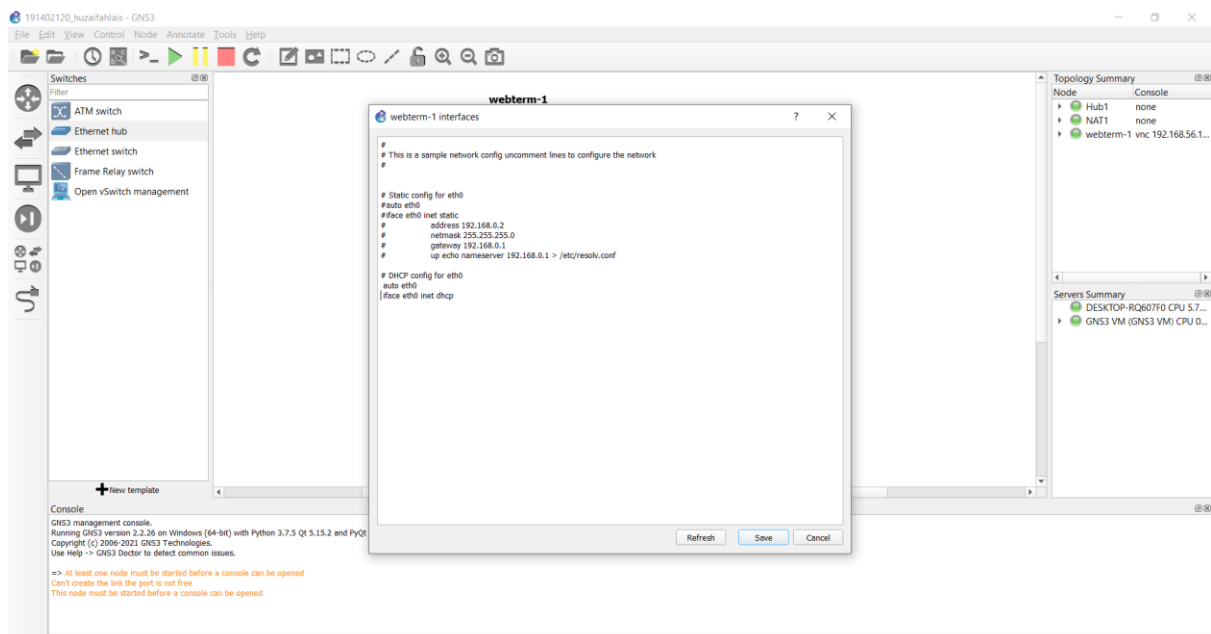 191402120_huzaifahlais - GNS3
File Edit View Control Node Annotate Tools Help
Switches
Filter
ATM switch
Ethernet hub
Ethernet switch
Frame Relay switch
Open vSwitch management
New template
webterm-1
webterm-1 interfaces
#
# This is a sample network config uncomment lines to configure the network
#
# Static config for eth0
#auto eth0
#iface eth0 inet static
# address 192.168.0.2
# netmask 255.255.255.0
# gateway 192.168.0.1
# up echo nameserver 192.168.0.1 > /etc/resolv.conf
# DHCP config for eth0
auto eth0
iface eth0 inet dhcp
Refresh Save Cancel
Topology Summary
Node Console
Hub1 none
NAT1 none
webterm-1 vnc 192.168.56.1...
Servers Summary
DESKTOP-RQ607F0 CPU 5.7...
GNS3 VM (GNS3 VM) CPU 0...
Console
GNS3 management console.
Running GNS3 version 2.2.26 on Windows (64-bit) with Python 3.7.5 Qt 5.15.2 and PyQt
Copyright (c) 2006-2021 GNS3 Technologies.
Use Help -> GNS3 Doctor to detect common issues.
=> At least one node must be started before a console can be opened
Can't create the link the port is not free
This node must be started before a console can be opened